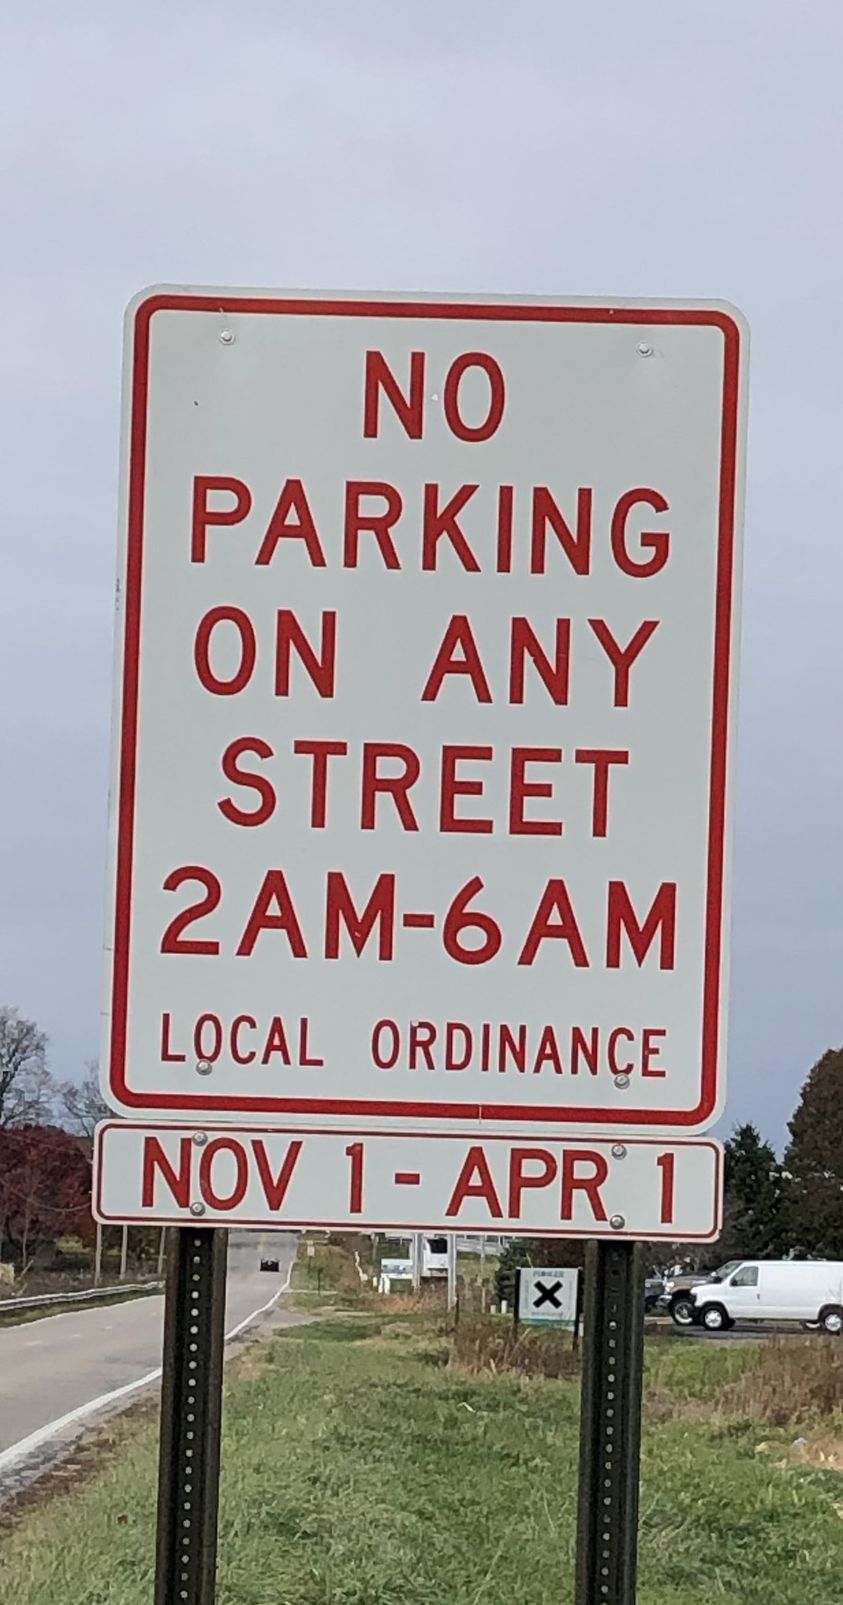 NO
PARKING
ON ANY
STREET
2AM-6AM
LOCAL ORDINANCE
NOV 1 - APR 1